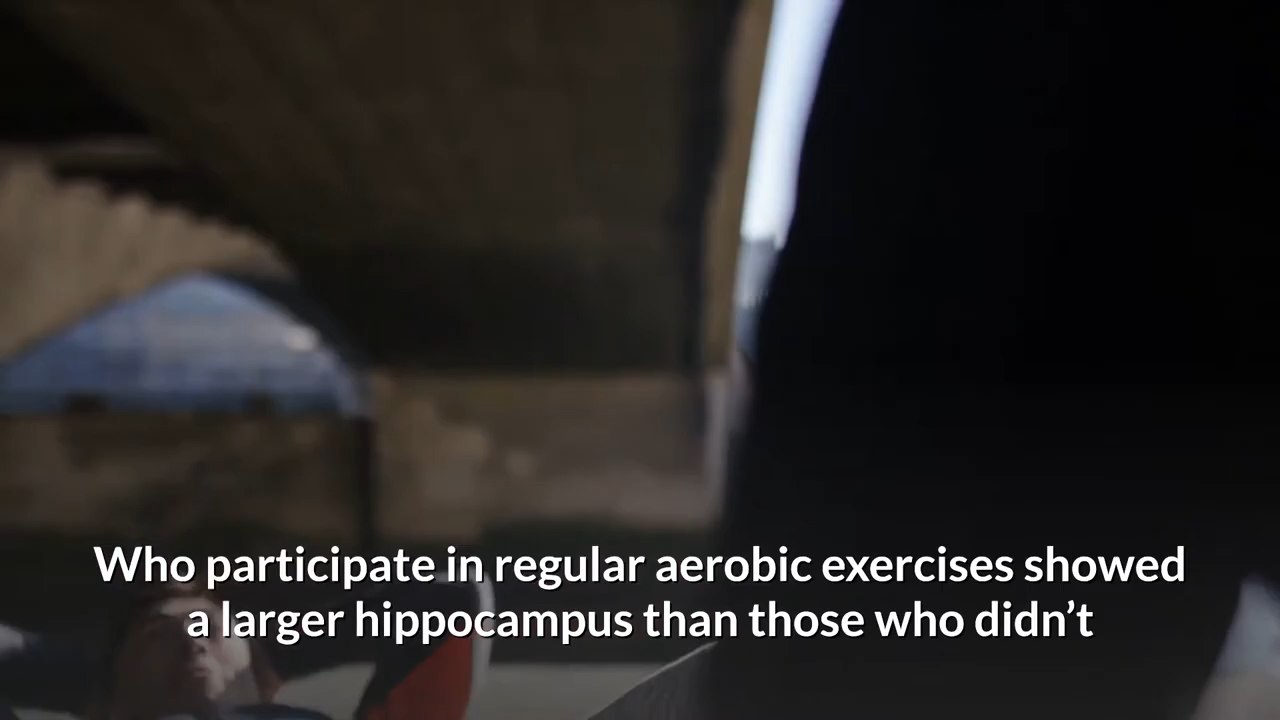 Who participate in regular aerobic exercises showed
a larger hippocampus than those who didn’t